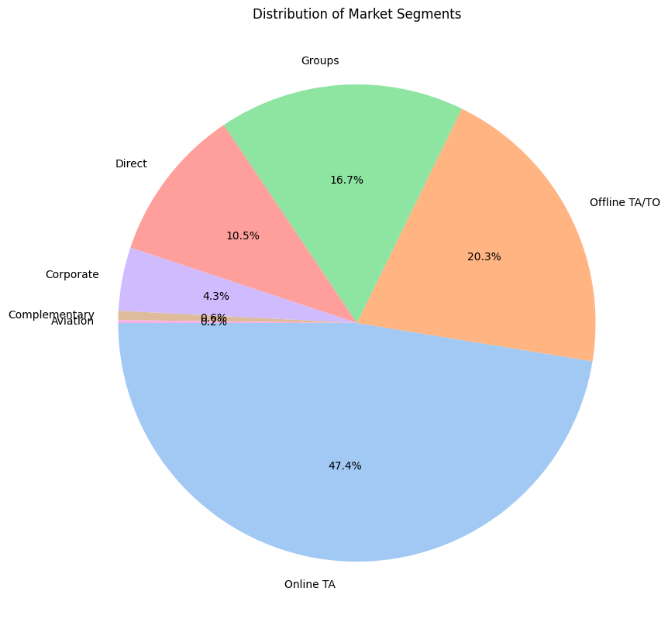 Distribution of Market Segments
Groups
Direct
16.7%
Offline TA/TO
10.5%
20.3%
Corporate
4.3%
Complementary
0.6%
Aviation
0.2%
47.4%
Online TA